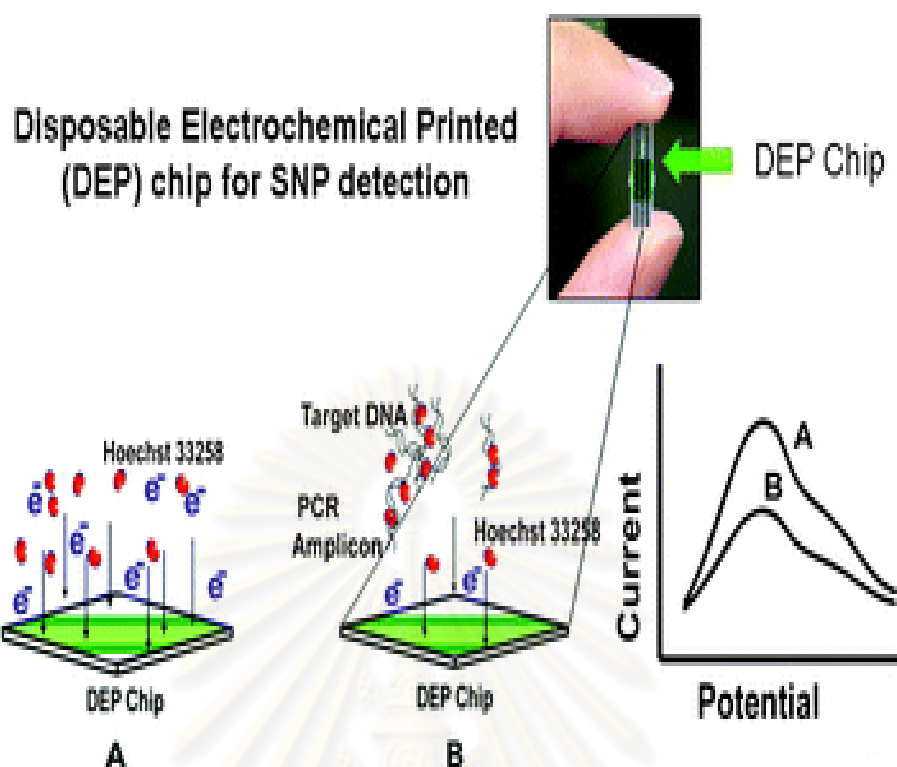 Disposable Electrochemical Printed
(DEP) chip for SNP detection
DEP Chip
Hoechst 33258
e-
e-
e-
e-
e-
e-
e-
DEP Chip
A
Target DNA
PCR
Amplicon
Hoechst 33258
e-
e-
DEP Chip
B
A
B
Current
Potential